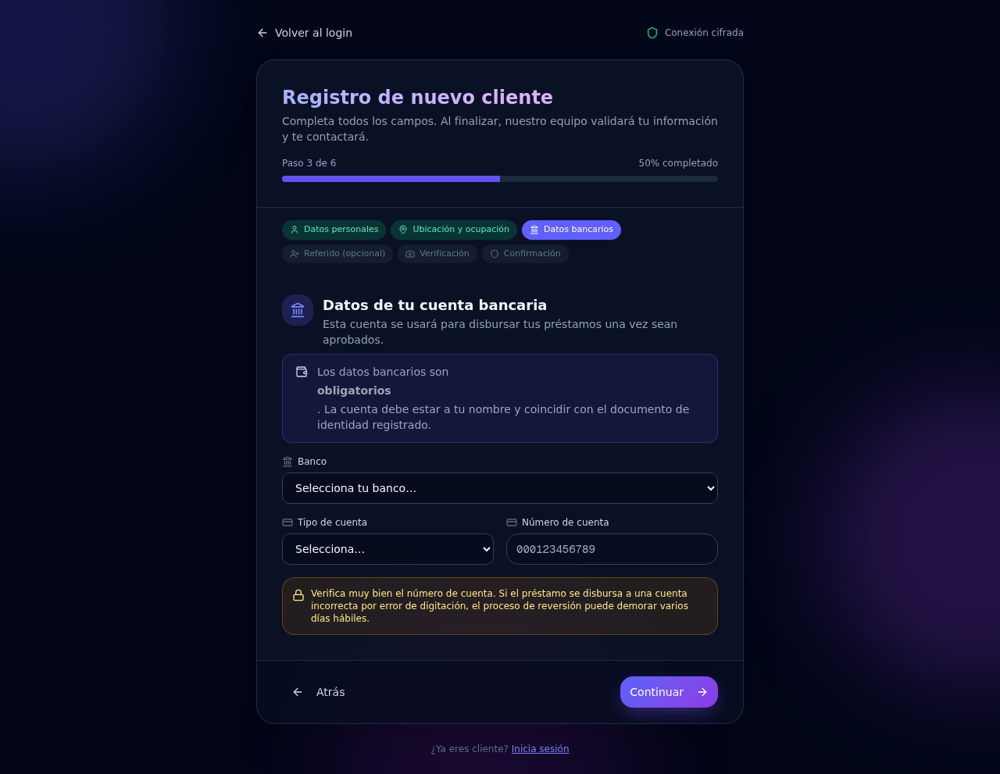 Volver al login
Conexión cifrada
Registro de nuevo cliente
Completa todos los campos. Al finalizar, nuestro equipo validará tu información
y te contactará.
Paso 3 de 6
50% completado
Datos personales
Ubicación y ocupación
Datos bancarios
Referido (opcional)
Verificación
Confirmación
Datos de tu cuenta bancaria
Esta cuenta se usará para disbursar tus préstamos una vez sean
aprobados.
Los datos bancarios son
obligatorios
. La cuenta debe estar a tu nombre y coincidir con el documento de
identidad registrado.
Banco
Selecciona tu banco…
Tipo de cuenta
Número de cuenta
Selecciona…
000123456789
Verifica muy bien el número de cuenta. Si el préstamo se disbursa a una cuenta
incorrecta por error de digitación, el proceso de reversión puede demorar varios
días hábiles.
Atrás
Continuar
¿Ya eres cliente? Inicia sesión